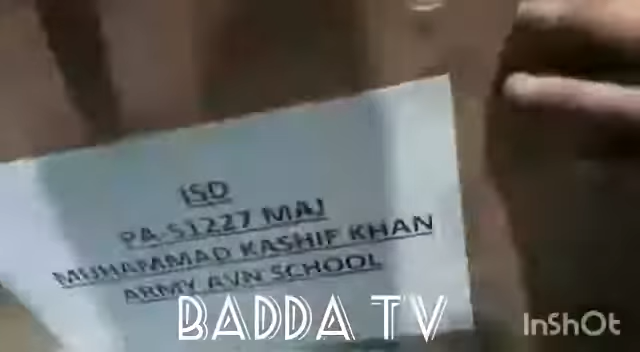 ISD
PA-51227 MAJ
MUHAMMAD KASHIF KHAN
ARMY AVN SCHOOL
BADDA TV
InShOt